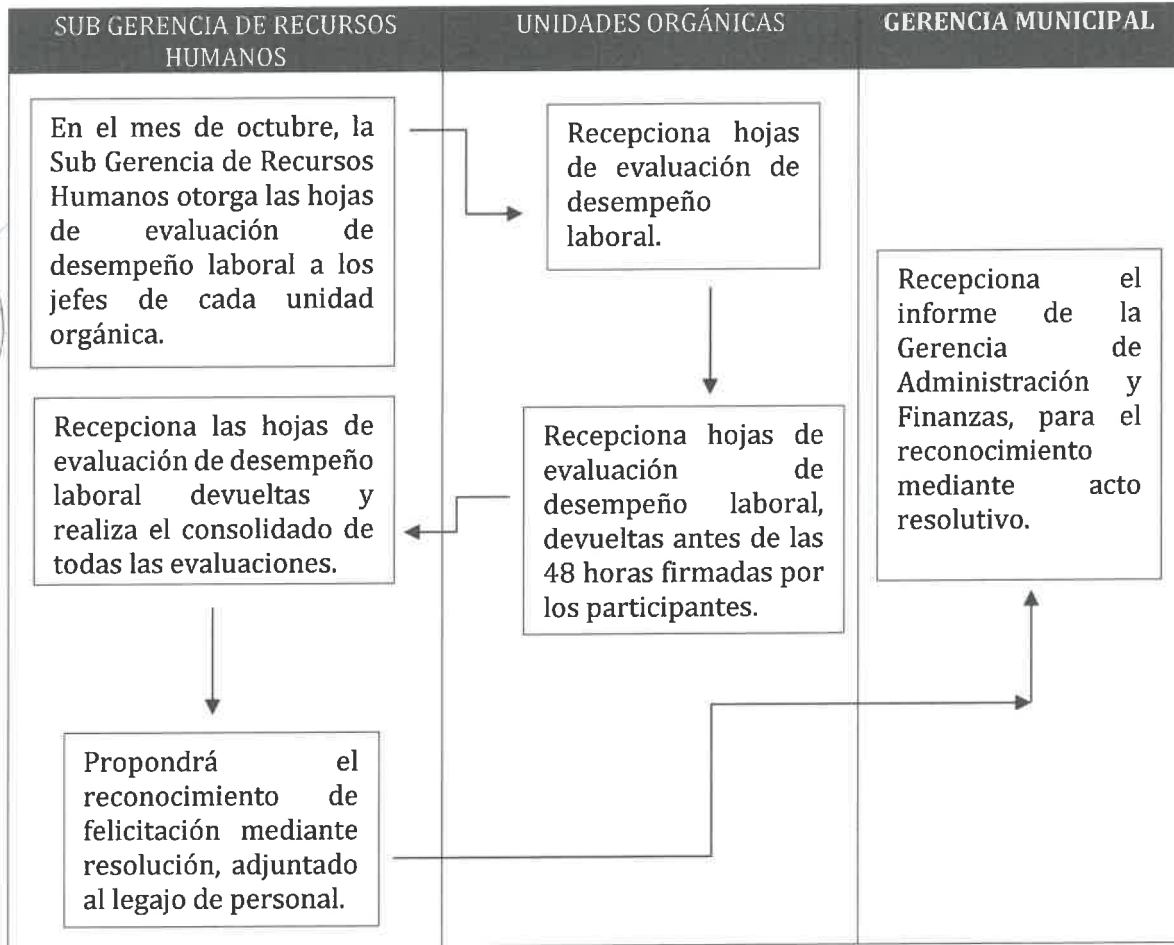 SUB GERENCIA DE RECURSOS
HUMANOS
UNIDADES ORGÁNICAS
GERENCIA MUNICIPAL
En el mes de octubre, la
Sub Gerencia de Recursos
Humanos otorga las hojas
de evaluación de
desempeño laboral a los
jefes de cada unidad
orgánica.
Recepciona hojas
de evaluación de
desempeño
laboral.
Recepciona hojas de
evaluación de
desempeño laboral,
devueltas antes de las
48 horas firmadas por
los participantes.
Recepciona las hojas de
evaluación de desempeño
laboral devueltas y
realiza el consolidado de
todas las evaluaciones.
Propondrá el
reconocimiento de
felicitación mediante
resolución, adjuntado
al legajo de personal.
Recepciona el
informe de la
Gerencia de
Administración y
Finanzas, para el
reconocimiento
mediante acto
resolutivo.